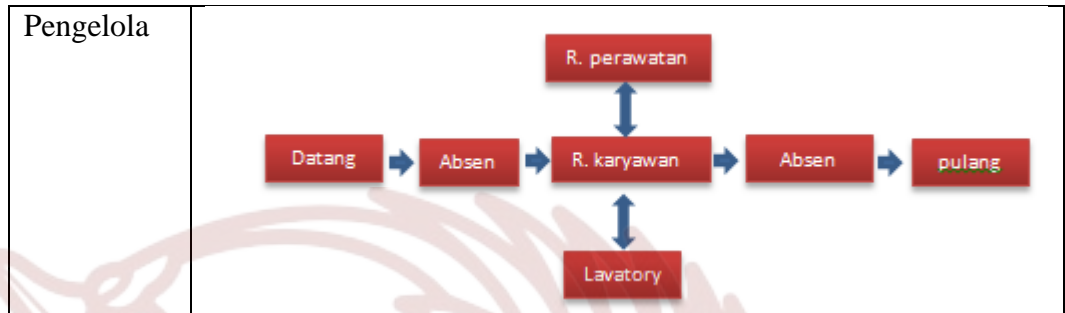 Pengelola
R. perawatan
Datang
Absen
R. karyawan
Absen
pulang
Lavatory